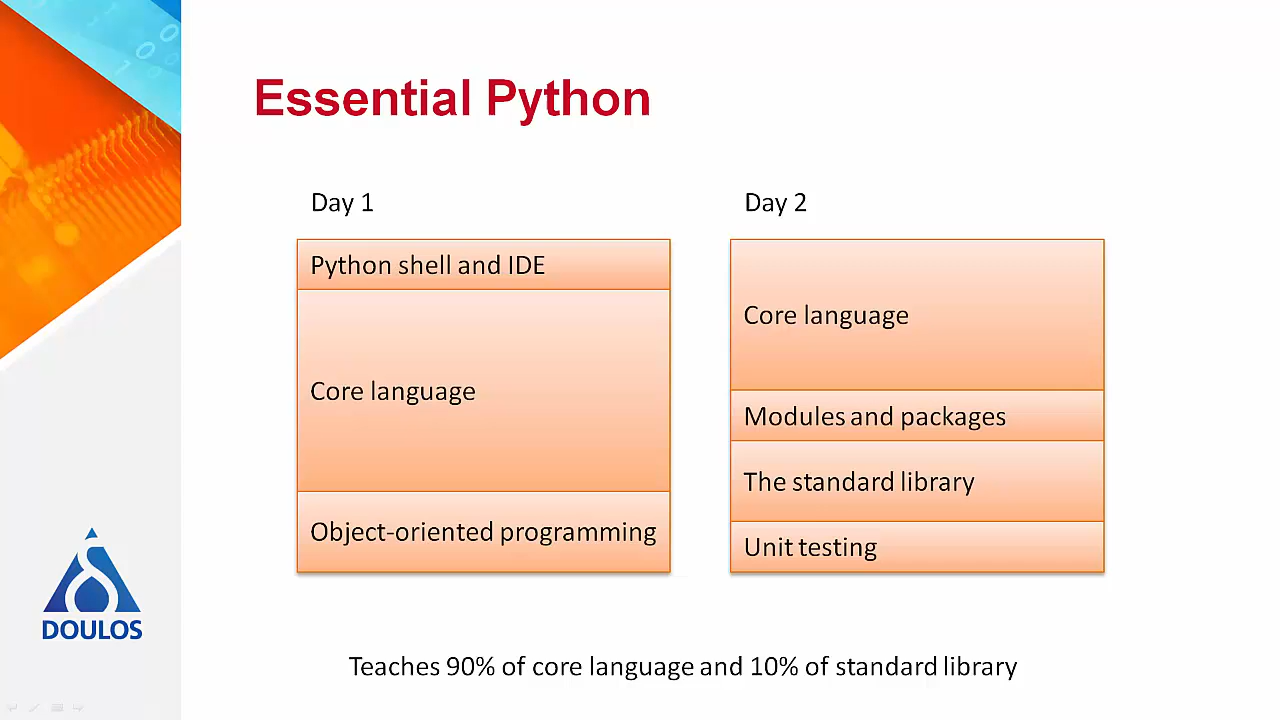 Essential Python
Day 1
Python shell and IDE
Core language
Object-oriented programming
Day 2
Core language
Modules and packages
The standard library
Unit testing
DOULOS
Teaches 90% of core language and 10% of standard library